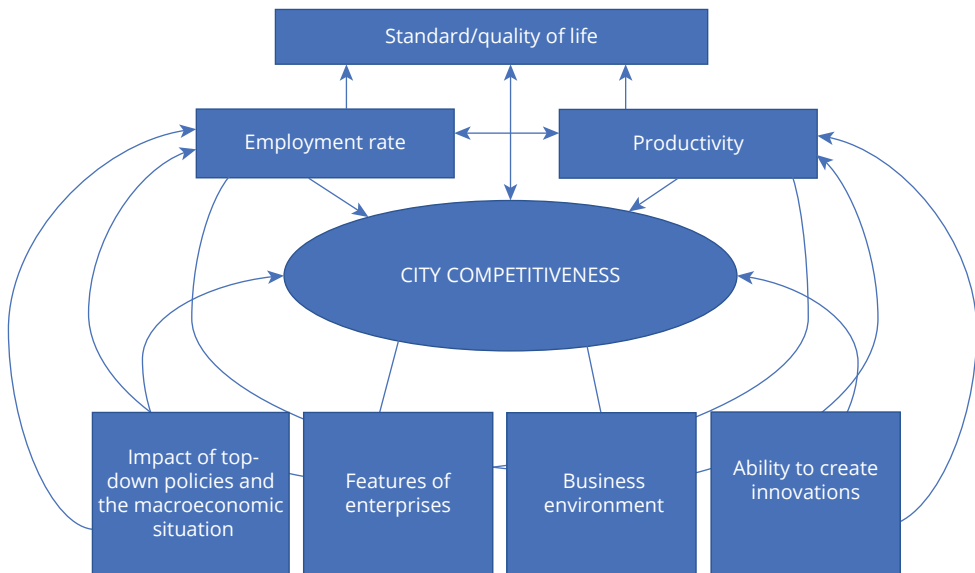 Standard/quality of life
Employment rate
Productivity
CITY COMPETITIVENESS
Impact of top-
down policies and
the macroeconomic
situation
Features of
enterprises
Business
environment
Ability to create
innovations